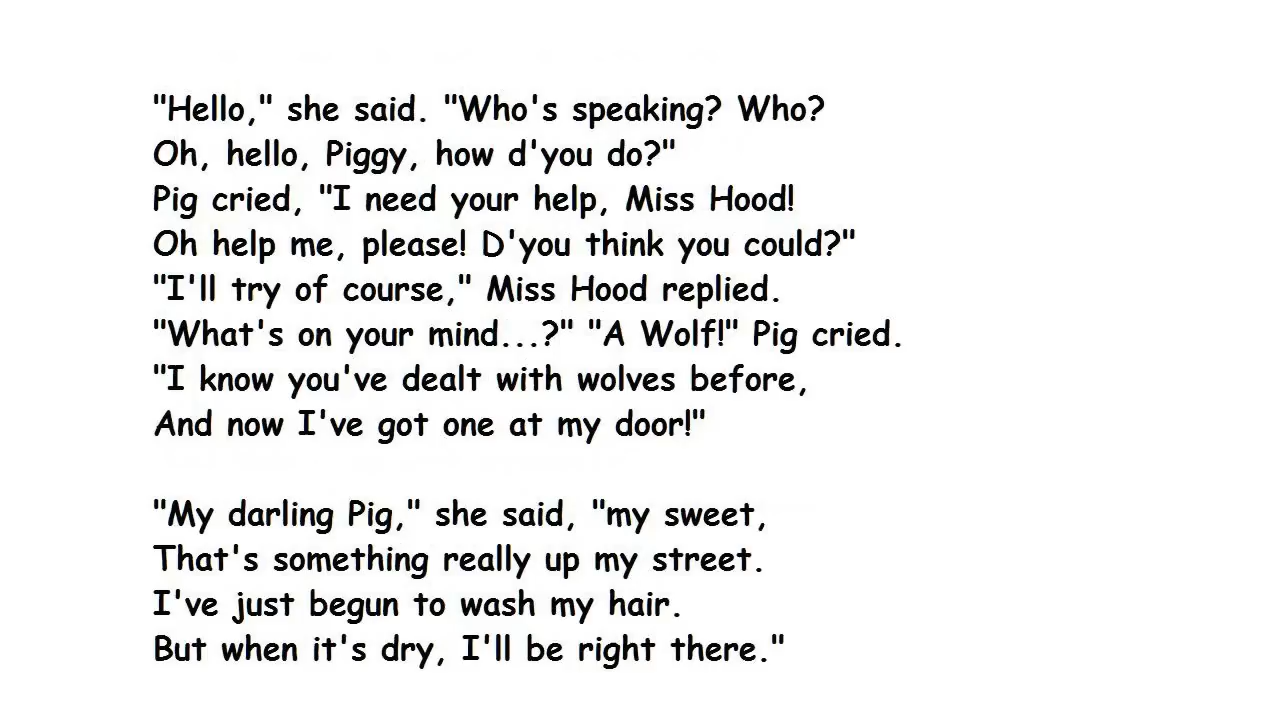 "Hello," she said. "Who's speaking? Who?
Oh, hello, Piggy, how d'you do?"
Pig cried, "I need your help, Miss Hood!
Oh help me, please! D'you think you could?"
"I'll try of course," Miss Hood replied.
"What's on your mind...?" "A Wolf!" Pig cried.
"I know you've dealt with wolves before,
And now I've got one at my door!"
"My darling Pig," she said, "my sweet,
That's something really up my street.
I've just begun to wash my hair.
But when it's dry, I'll be right there."